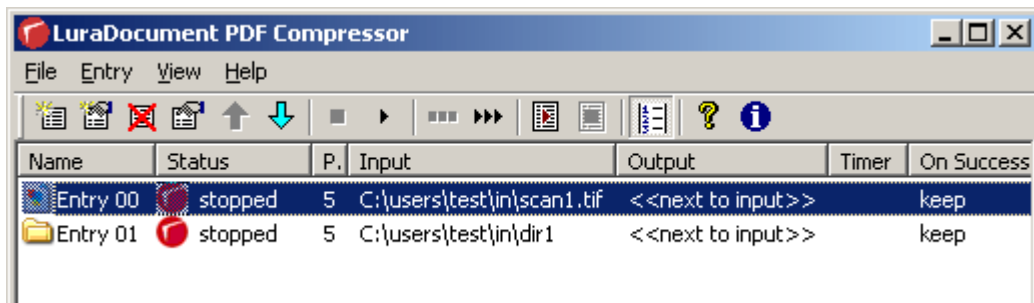 LuraDocument PDF Compressor
File Entry View Help
Name Status P. Input Output Timer On Success
Entry 00 stopped 5 C:\users\test\in\scan1.tif <<next to input>> keep
Entry 01 stopped 5 C:\users\test\in\dir1 <<next to input>> keep